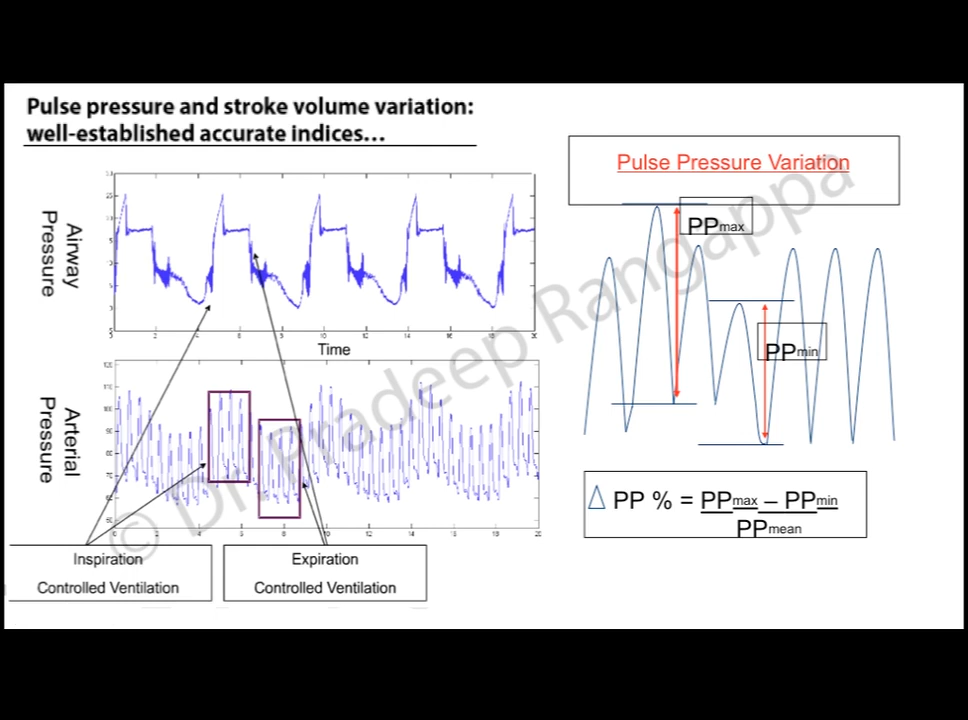 Pulse pressure and stroke volume variation:
well-established accurate indices...
Airway
Pressure
Time
Arterial
Pressure
Inspiration
Controlled Ventilation
Expiration
Controlled Ventilation
Pulse Pressure Variation
PPmax
PPmin
Δ PP % = PPmax – PPmin
PPmean
© Dr. Pradeep Rangappa